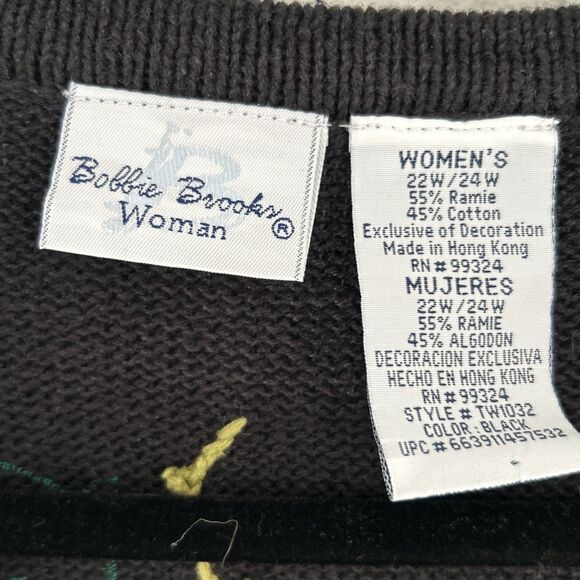 B
Bobbie Brooks
Woman ®
WOMEN'S
22W/24W
55% Ramie
45% Cotton
Exclusive of Decoration
Made in Hong Kong
RN# 99324
MUJERES
22W/24W
55% RAMIE
45% ALGODON
DECORACION EXCLUSIVA
HECHO EN HONG KONG
RN# 99324
STYLE # TW1032
COLOR : BLACK
UPC # 663911457532